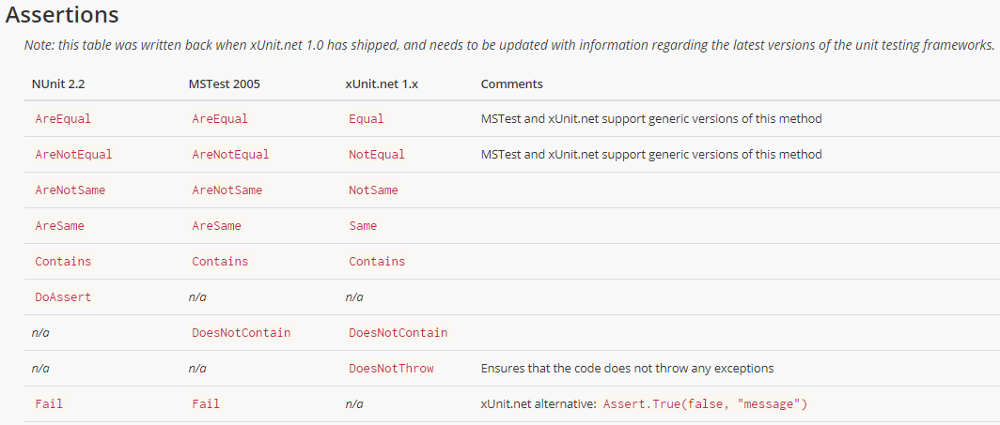 Assertions
Note: this table was written back when xUnit.net 1.0 has shipped, and needs to be updated with information regarding the latest versions of the unit testing frameworks.
NUnit 2.2 MSTest 2005 xUnit.net 1.x Comments
AreEqual AreEqual Equal MSTest and xUnit.net support generic versions of this method
AreNotEqual AreNotEqual NotEqual MSTest and xUnit.net support generic versions of this method
AreNotSame AreNotSame NotSame
AreSame AreSame Same
Contains Contains Contains
DoAssert n/a n/a
n/a DoesNotContain DoesNotContain
n/a n/a DoesNotThrow Ensures that the code does not throw any exceptions
Fail Fail n/a xUnit.net alternative: Assert.True(false, "message")